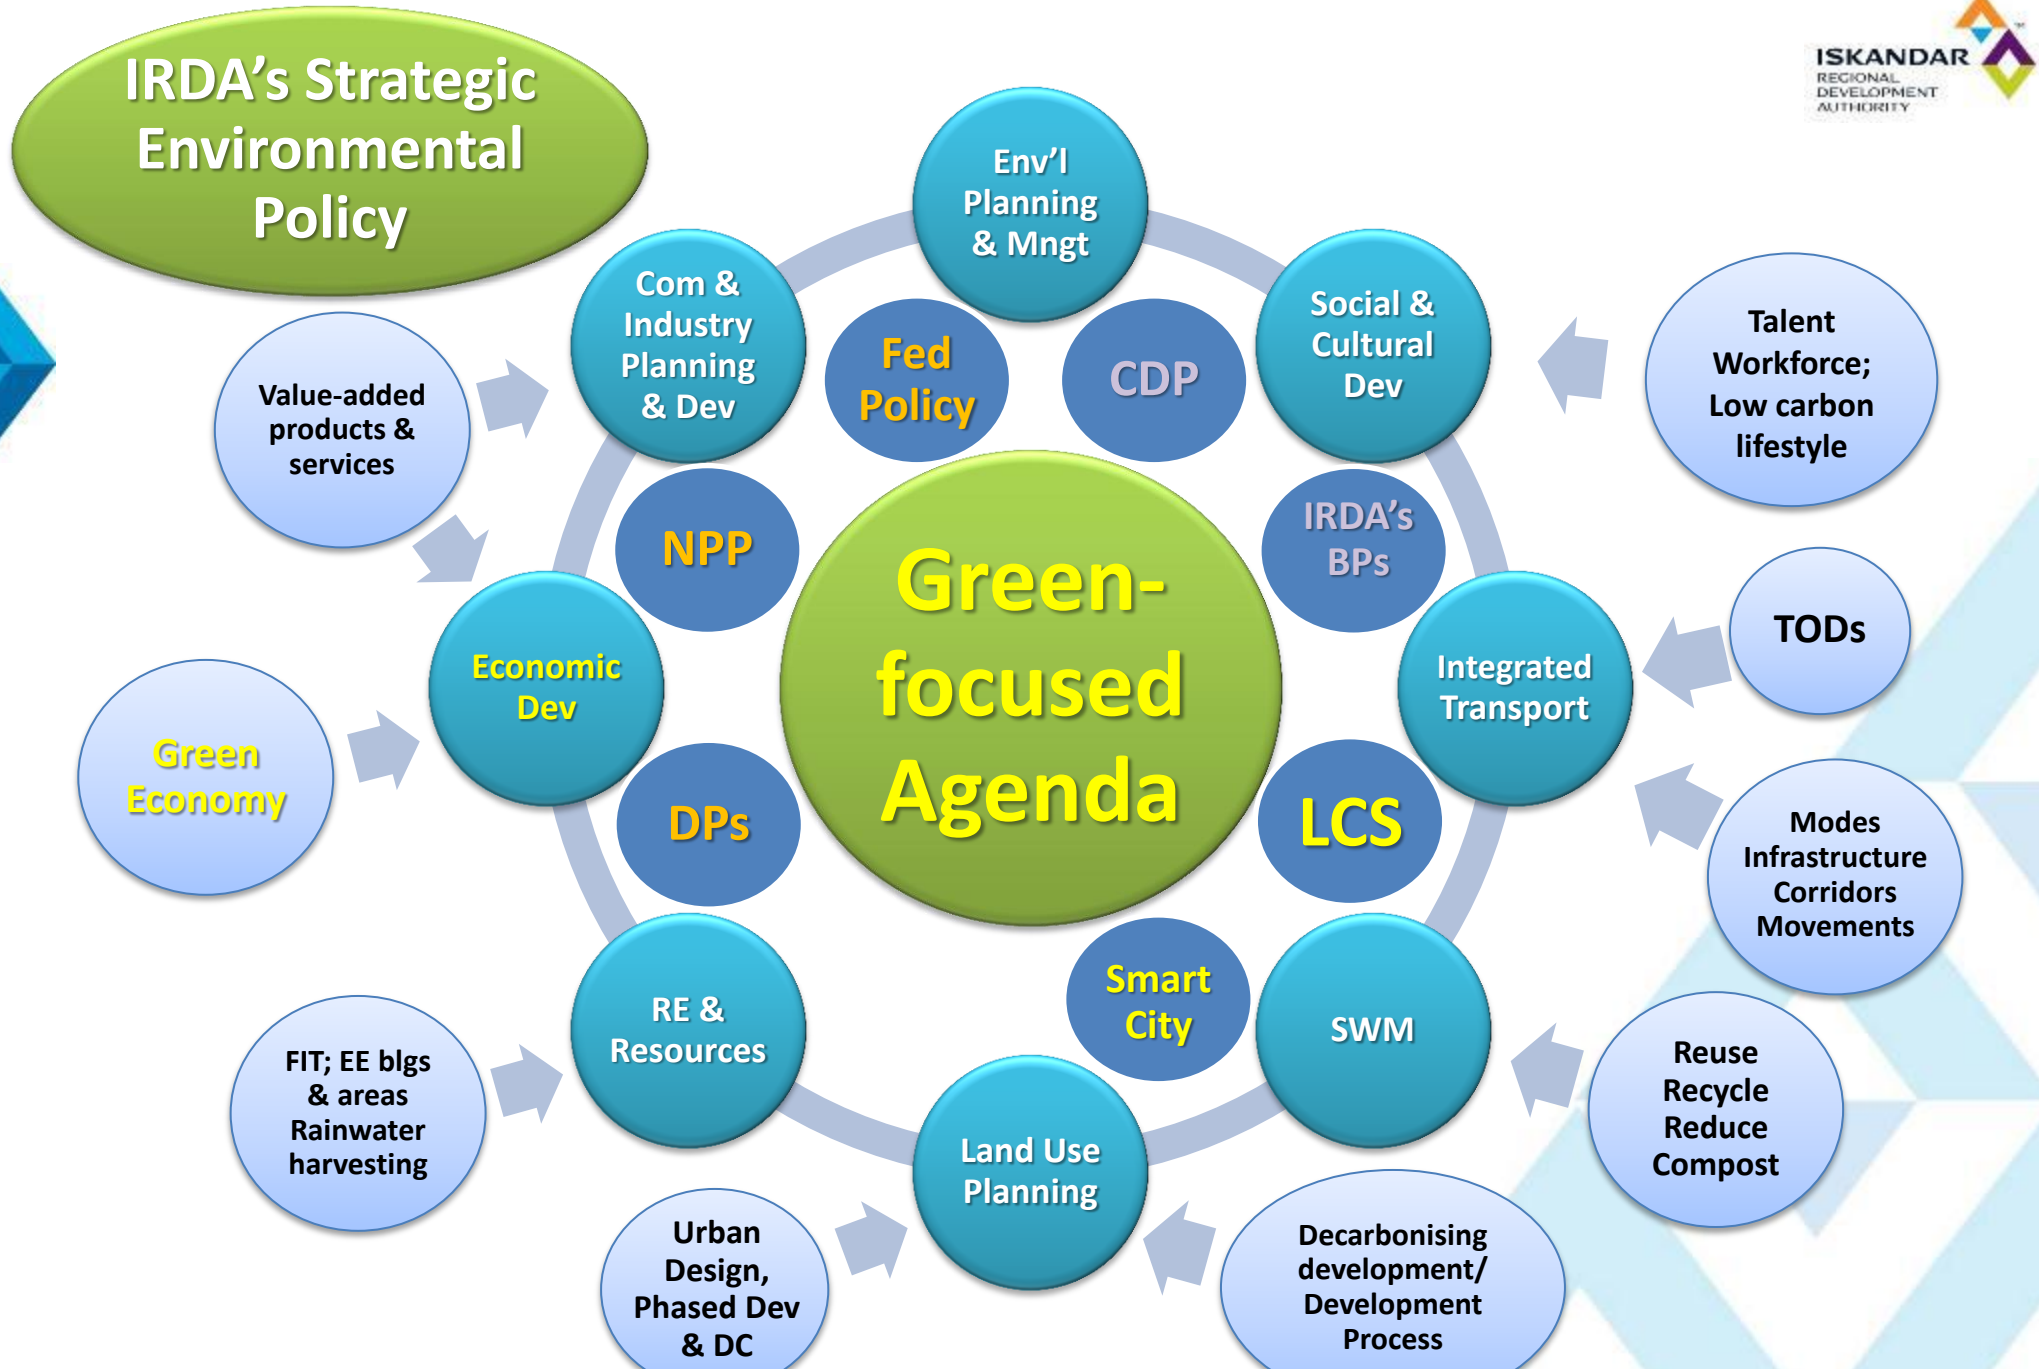 IRDA's Strategic
Environmental
Policy
ISKANDAR
REGIONAL
DEVELOPMENT
AUTHORITY
Env'l
Planning
& Mngt
Com &
Industry
Planning
& Dev
Social &
Cultural
Dev
Talent
Workforce;
Low carbon
lifestyle
Value-added
products &
services
Fed
Policy
CDP
NPP
IRDA's
BPs
Green-
focused
Agenda
Economic
Dev
Integrated
Transport
TODs
Green
Economy
DPs
LCS
Modes
Infrastructure
Corridors
Movements
RE &
Resources
Smart
City
SWM
FIT; EE blgs
& areas
Rainwater
harvesting
Reuse
Recycle
Reduce
Compost
Land Use
Planning
Urban
Design,
Phased Dev
& DC
Decarbonising
development/
Development
Process